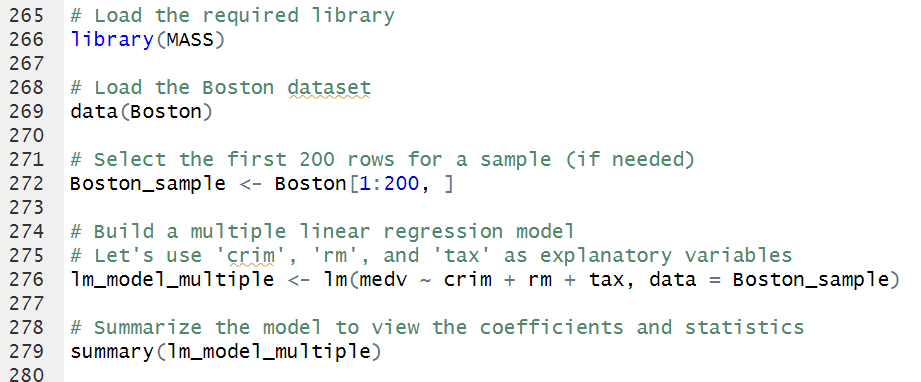 265 # Load the required library
266 library(MASS)
267
268 # Load the Boston dataset
269 data(Boston)
270
271 # Select the first 200 rows for a sample (if needed)
272 Boston_sample <- Boston[1:200, ]
273
274 # Build a multiple linear regression model
275 # Let's use 'crim', 'rm', and 'tax' as explanatory variables
276 lm_model_multiple <- lm(medv ~ crim + rm + tax, data = Boston_sample)
277
278 # Summarize the model to view the coefficients and statistics
279 summary(lm_model_multiple)
280